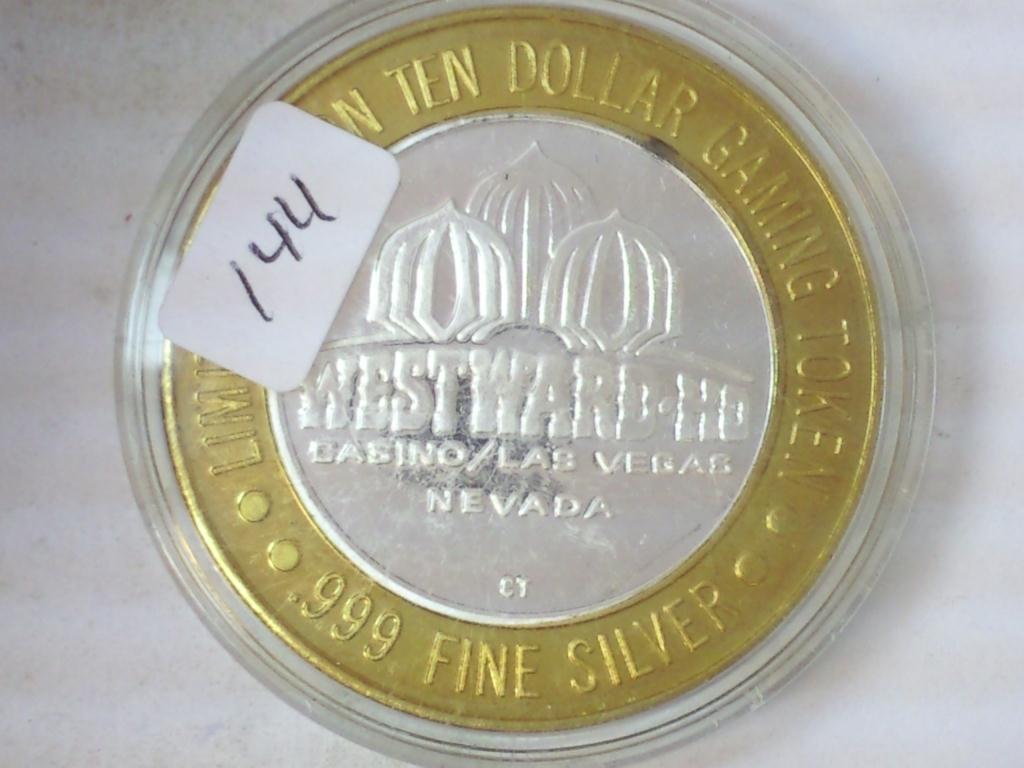 TEN DOLLAR GAMING TOKEN
144
WESTWARD-HO
CASINO/LAS VEGAS
NEVADA
CT
.999 FINE SILVER